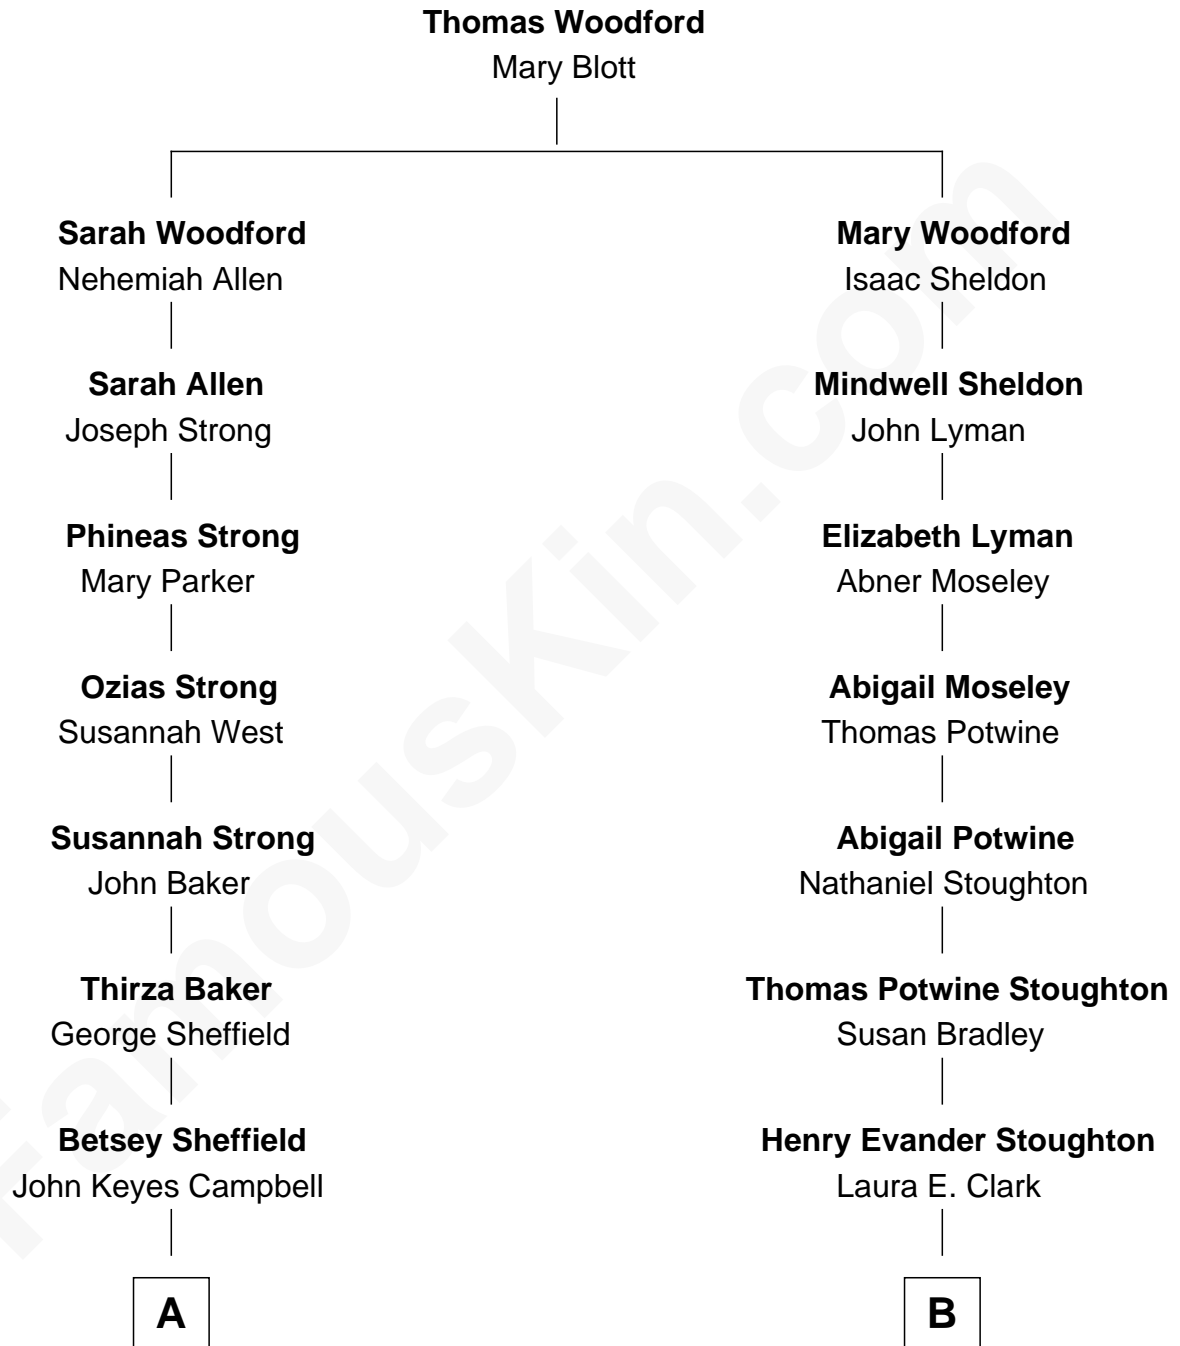 Thomas Woodford
Mary Blott
Sarah Woodford
Nehemiah Allen
Mary Woodford
Isaac Sheldon
Sarah Allen
Joseph Strong
Mindwell Sheldon
John Lyman
Phineas Strong
Mary Parker
Elizabeth Lyman
Abner Moseley
Ozias Strong
Susannah West
Abigail Moseley
Thomas Potwine
Susannah Strong
John Baker
Abigail Potwine
Nathaniel Stoughton
Thirza Baker
George Sheffield
Thomas Potwine Stoughton
Susan Bradley
Betsey Sheffield
John Keyes Campbell
Henry Evander Stoughton
Laura E. Clark
A
B
FamousKin.com